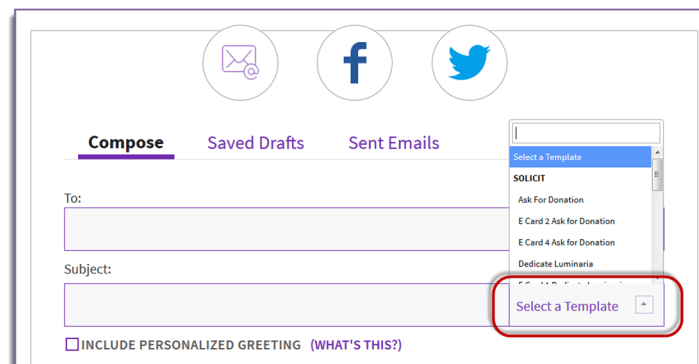 Compose
Saved Drafts
Sent Emails
Select a Template
SOLICIT
Ask For Donation
E Card 2 Ask for Donation
E Card 4 Ask for Donation
Dedicate Luminaria
To:
Subject:
Select a Template
INCLUDE PERSONALIZED GREETING (WHAT'S THIS?)